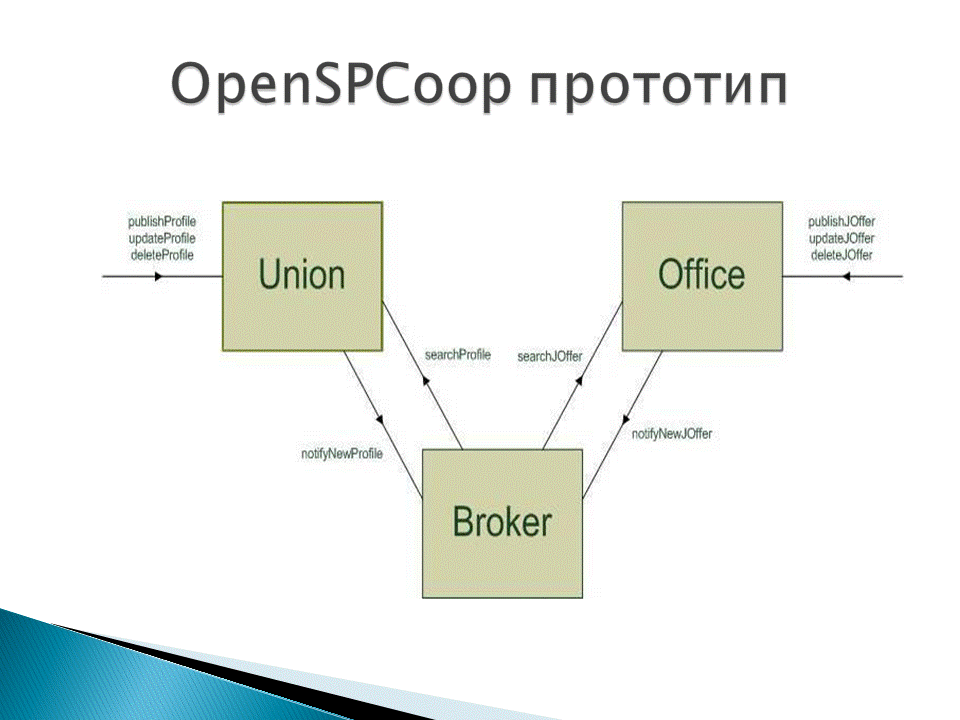 OpenSPCoop прототип
publishProfile
updateProfile
deleteProfile
Union
Office
publishJOffer
updateJOffer
deleteJOffer
searchProfile
searchJOffer
notifyNewProfile
notifyNewJOffer
Broker